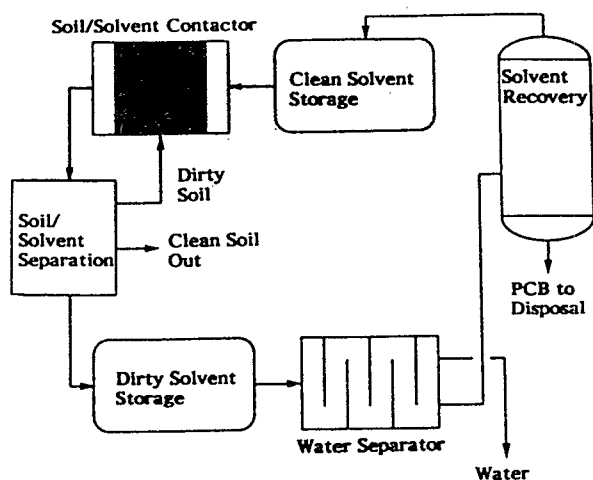 Soil/Solvent Contactor
Clean Solvent
Storage
Solvent
Recovery
Dirty
Soil
Soil/
Solvent
Separation
Clean Soil
Out
PCB to
Disposal
Dirty Solvent
Storage
Water Separator
Water